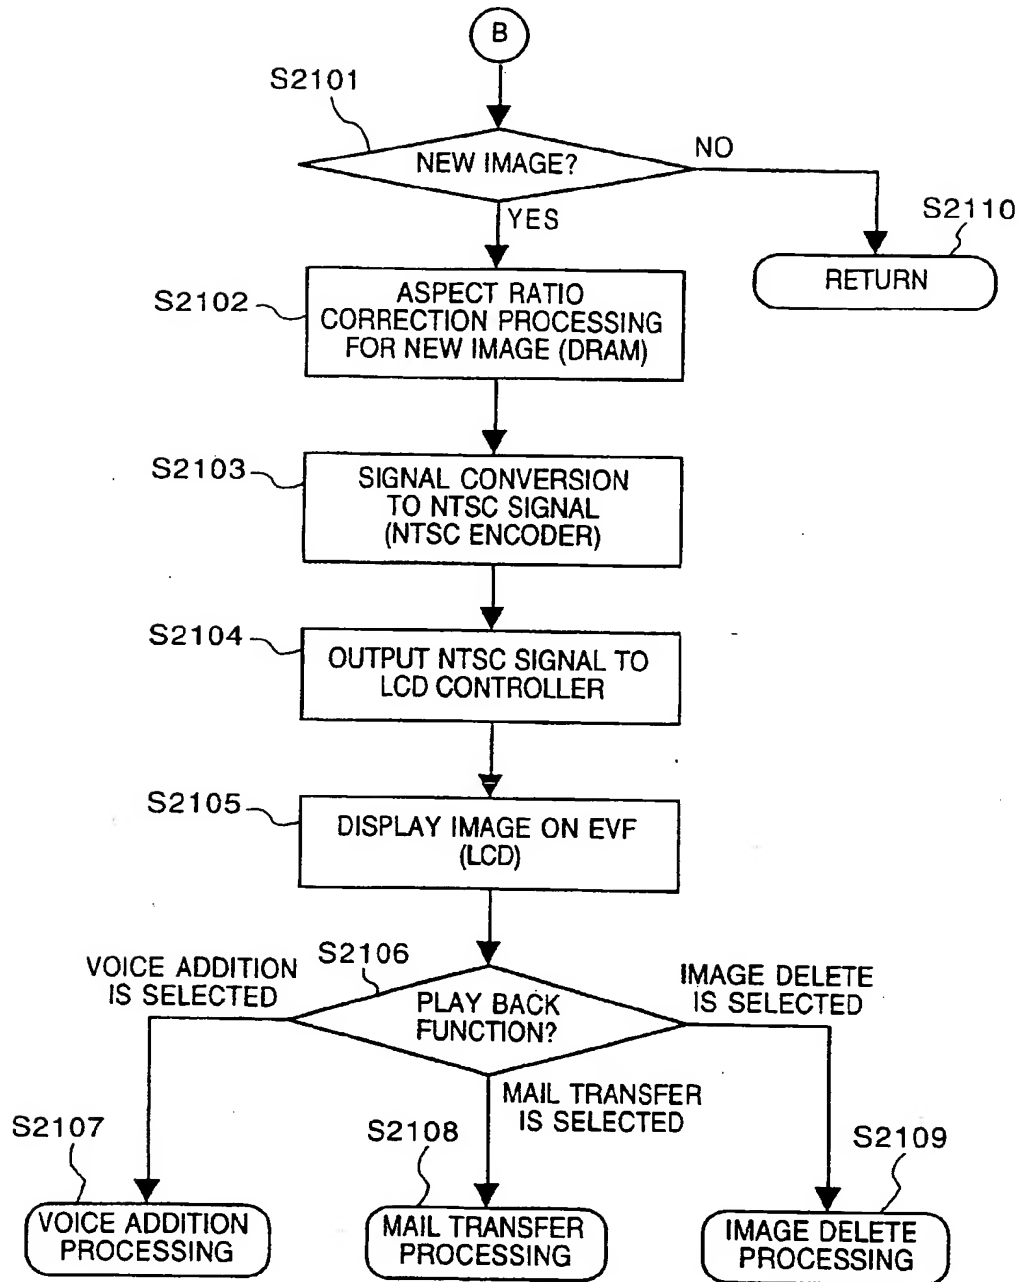 B
S2101
NEW IMAGE?
NO
YES
S2110
RETURN
S2102
ASPECT RATIO
CORRECTION PROCESSING
FOR NEW IMAGE (DRAM)
S2103
SIGNAL CONVERSION
TO NTSC SIGNAL
(NTSC ENCODER)
S2104
OUTPUT NTSC SIGNAL TO
LCD CONTROLLER
S2105
DISPLAY IMAGE ON EVF
(LCD)
S2106
PLAY BACK
FUNCTION?
VOICE ADDITION
IS SELECTED
IMAGE DELETE
IS SELECTED
MAIL TRANSFER
IS SELECTED
S2107
VOICE ADDITION
PROCESSING
S2108
MAIL TRANSFER
PROCESSING
S2109
IMAGE DELETE
PROCESSING